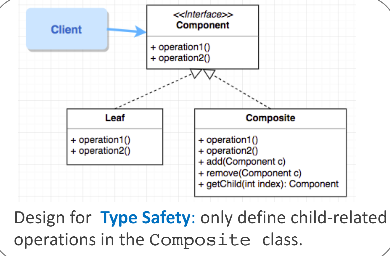 Client
<<Interface>>
Component
+ operation1()
+ operation2()
Leaf
+ operation1()
+ operation2()
Composite
+ operation1()
+ operation2()
+ add(Component c)
+ remove(Component c)
+ getChild(int index): Component
Design for Type Safety: only define child-related
operations in the Composite class.